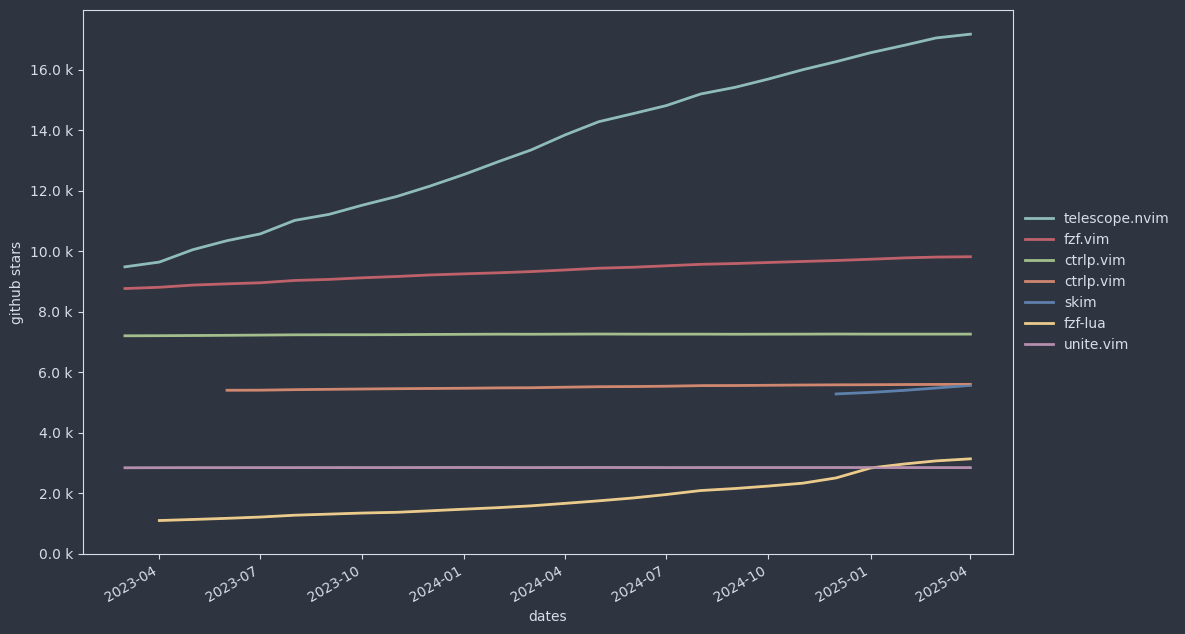 16.0 k
14.0 k
12.0 k
10.0 k
8.0 k
6.0 k
4.0 k
2.0 k
0.0 k
github stars
2023-04
2023-07
2023-10
2024-01
2024-04
2024-07
2024-10
2025-01
2025-04
dates
telescope.nvim
fzf.vim
ctrlp.vim
ctrlp.vim
skim
fzf-lua
unite.vim